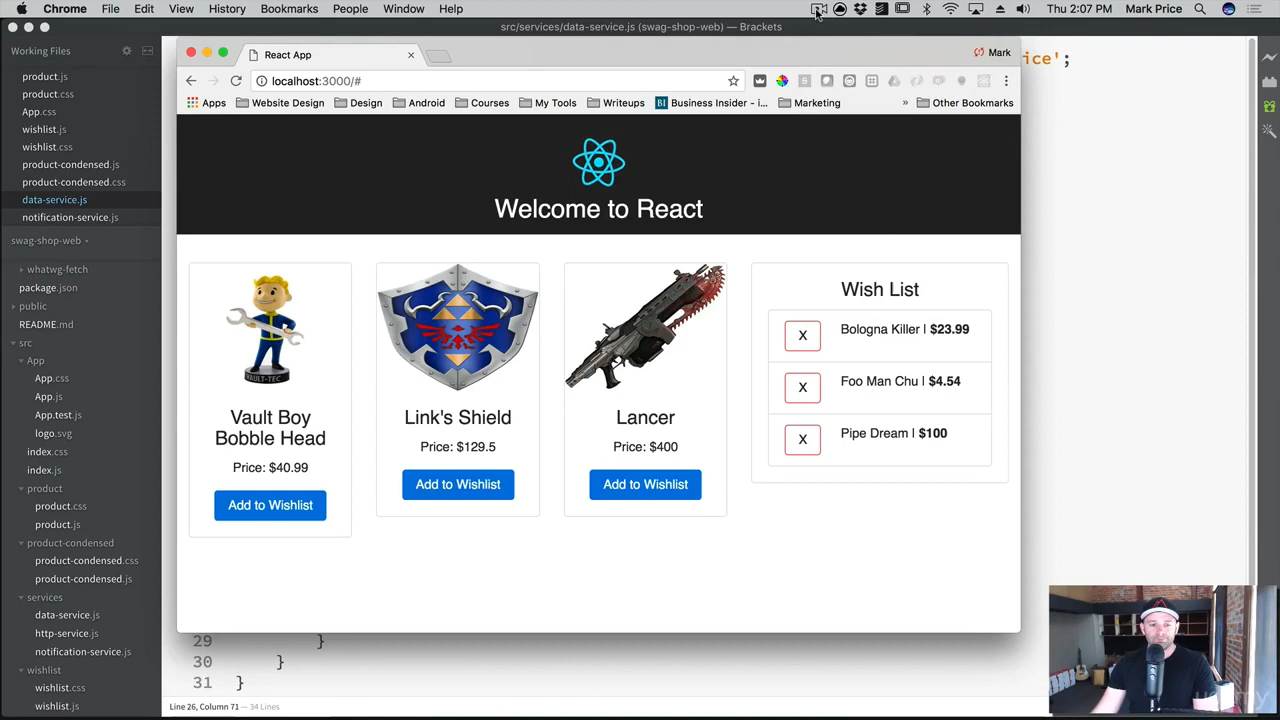 Chrome File Edit View History Bookmarks People Window Help Thu 2:07 PM Mark Price
src/services/data-service.js (swag-shop-web) — Brackets
Working Files
product.js
product.css
App.css
wishlist.js
wishlist.css
product-condensed.js
product-condensed.css
data-service.js
notification-service.js
swag-shop-web
whatwg-fetch
package.json
public
README.md
src
App
App.css
App.js
App.test.js
logo.svg
index.css
index.js
product
product.css
product.js
product-condensed
product-condensed.css
product-condensed.js
services
data-service.js
http-service.js
notification-service.js
wishlist
wishlist.css
wishlist.js
React App
Mark
ice';
localhost:3000/#
Apps Website Design Design Android Courses My Tools Writeups BI Business Insider - i... Marketing » Other Bookmarks
Welcome to React
Vault Boy
Bobble Head
Price: $40.99
Add to Wishlist
VAULT-TEC
Link's Shield
Price: $129.5
Add to Wishlist
Lancer
Price: $400
Add to Wishlist
Wish List
X Bologna Killer | $23.99
X Foo Man Chu | $4.54
X Pipe Dream | $100
29 }
30 }
31 }
Line 26, Column 71 — 34 Lines
udemy